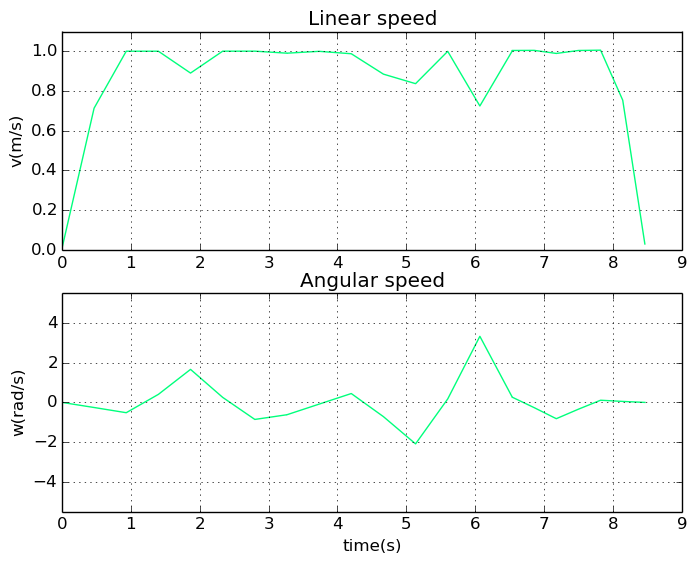 Linear speed
1.0
0.8
0.6
0.4
0.2
0.0
v(m/s)
0 1 2 3 4 5 6 7 8 9
Angular speed
4
2
0
−2
−4
w(rad/s)
0 1 2 3 4 5 6 7 8 9
time(s)